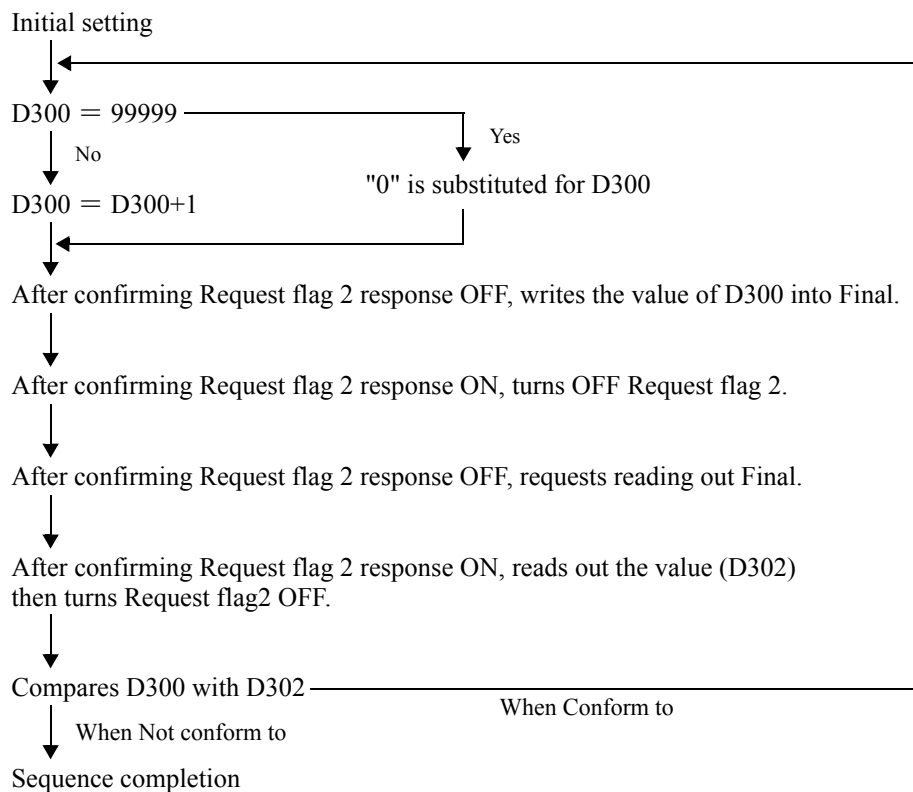 Initial setting
D300 = 99999
Yes
No
"0" is substituted for D300
D300 = D300+1
After confirming Request flag 2 response OFF, writes the value of D300 into Final.
After confirming Request flag 2 response ON, turns OFF Request flag 2.
After confirming Request flag 2 response OFF, requests reading out Final.
After confirming Request flag 2 response ON, reads out the value (D302)
then turns Request flag2 OFF.
Compares D300 with D302
When Conform to
When Not conform to
Sequence completion